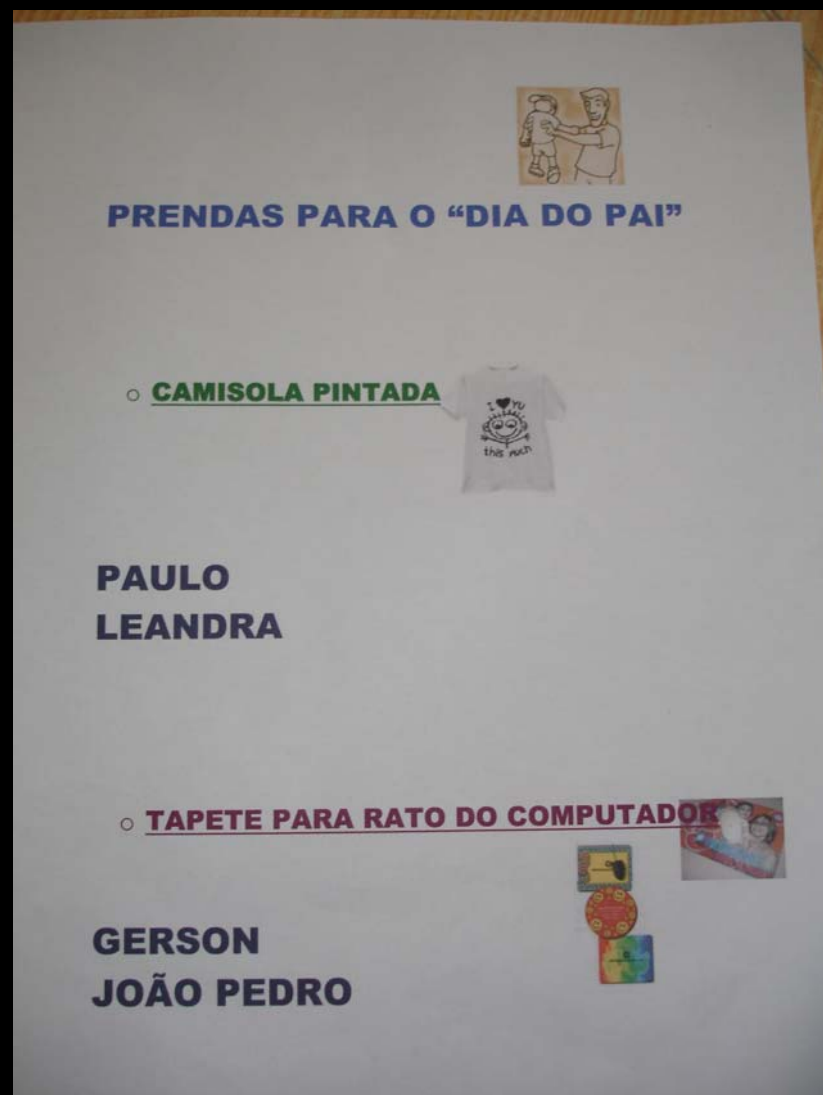 PRENDAS PARA O “DIA DO PAI”
CAMISOLA PINTADA
I ♥ YU
this much
PAULO
LEANDRA
TAPETE PARA RATO DO COMPUTADOR
GERSON
JOÃO PEDRO